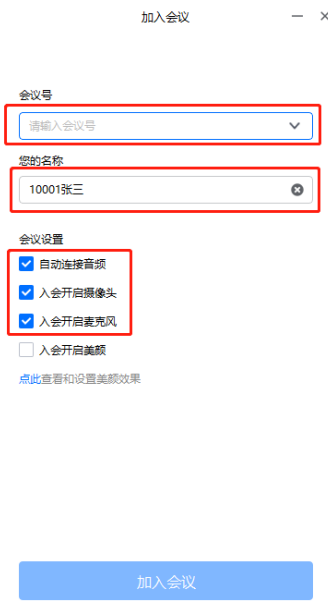 加入会议
会议号
请输入会议号
您的名称
10001张三
会议设置
自动连接音频
入会开启摄像头
入会开启麦克风
入会开启美颜
点此查看和设置美颜效果
加入会议